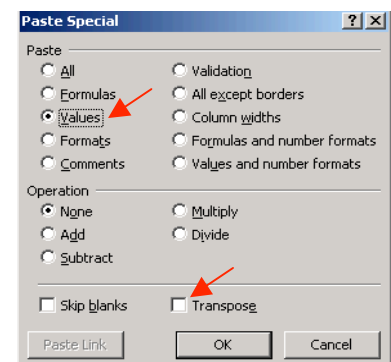 Paste Special
Paste
All
Validation
Formulas
All except borders
Values
Column widths
Formats
Formulas and number formats
Comments
Values and number formats
Operation
None
Multiply
Add
Divide
Subtract
Skip blanks
Transpose
Paste Link
OK
Cancel